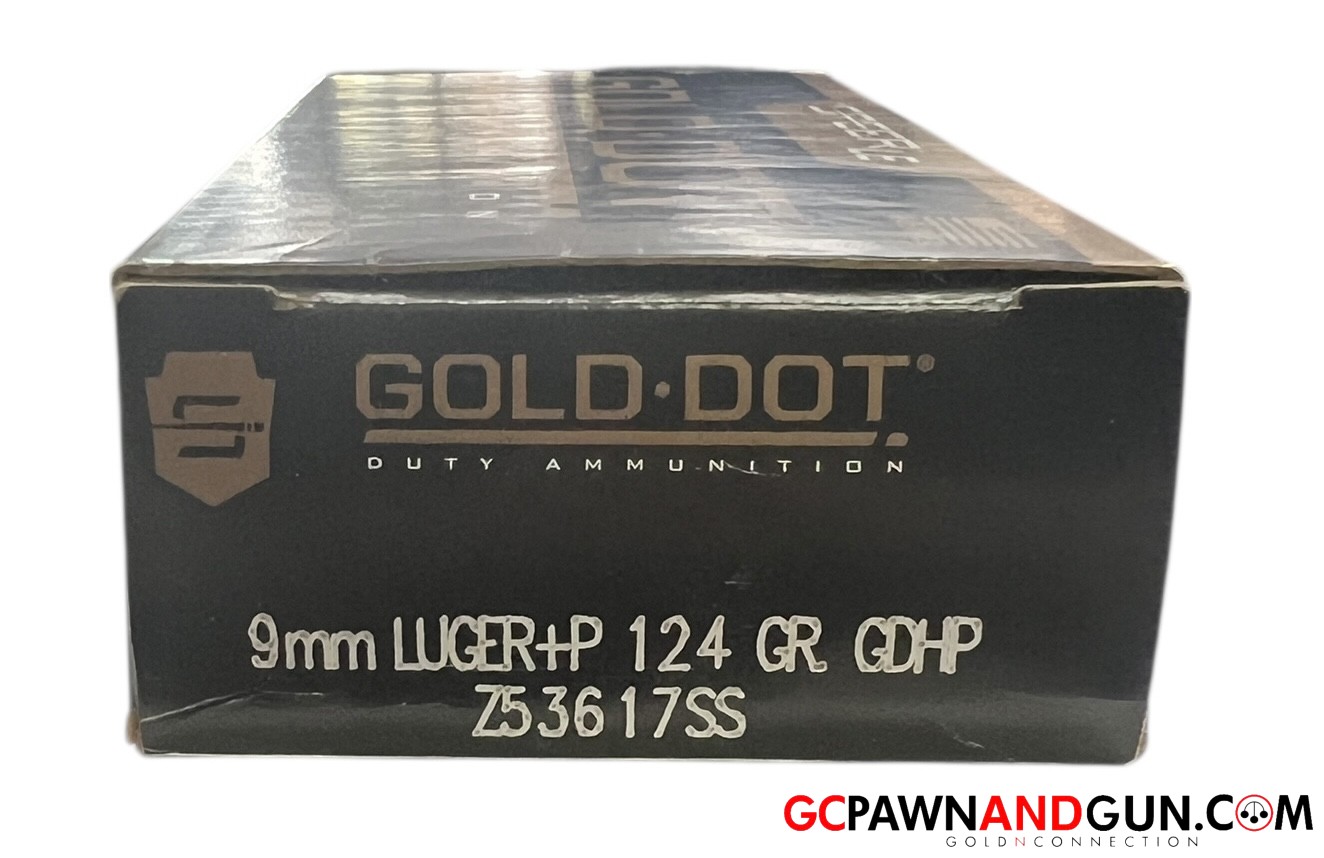 GOLD·DOT®
DUTY AMMUNITION
9mm LUGER+P 124 GR. GDHP
Z53617SS
GCPAWNANDGUN.COM
GOLDNCONNECTION